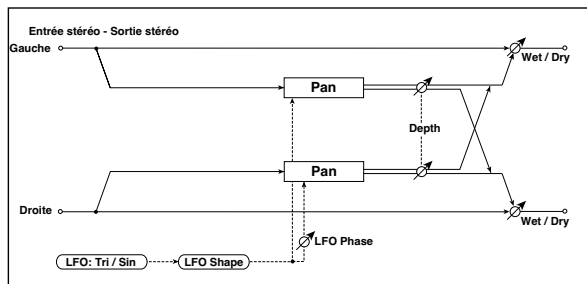 Entrée stéréo - Sortie stéréo
Gauche
Wet / Dry
Pan
Depth
Pan
Droite
Wet / Dry
LFO Phase
LFO: Tri / Sin
LFO Shape